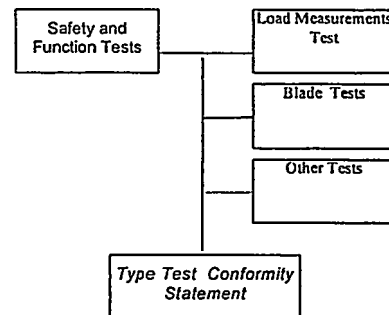 Safety and
Function Tests
Load Measurements
Test
Blade Tests
Other Tests
Type Test Conformity
Statement